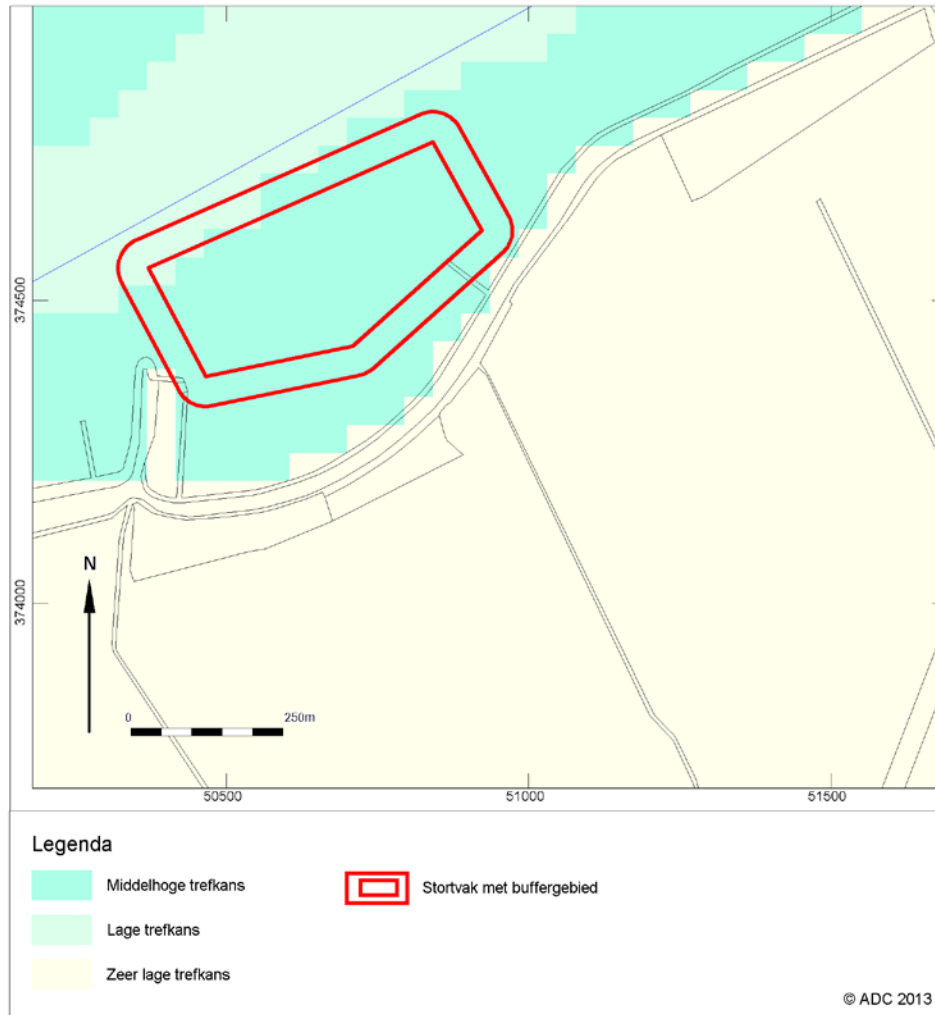 374500
374000
N
0 250m
50500 51000 51500
Legenda
Middelhoge trefkans
Stortvak met buffergebied
Lage trefkans
Zeer lage trefkans
© ADC 2013